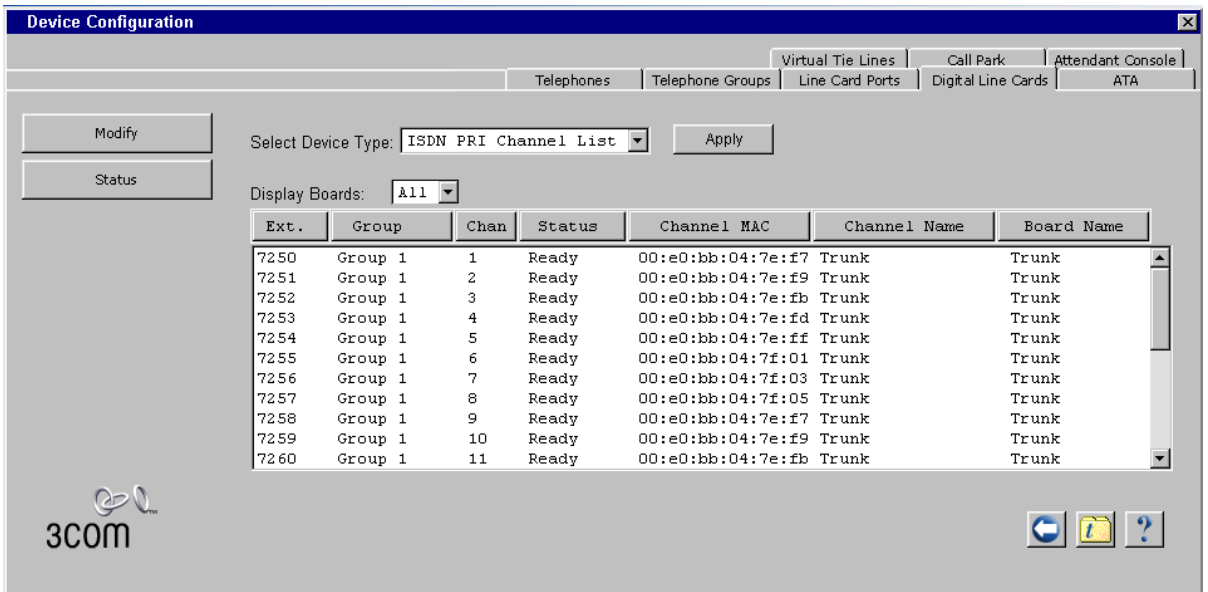 Device Configuration
Virtual Tie Lines Call Park Attendant Console
Telephones Telephone Groups Line Card Ports Digital Line Cards ATA
Modify
Status
Select Device Type: ISDN PRI Channel List Apply
Display Boards: All
Ext. Group Chan Status Channel MAC Channel Name Board Name
7250 Group 1 1 Ready 00:e0:bb:04:7e:f7 Trunk Trunk
7251 Group 1 2 Ready 00:e0:bb:04:7e:f9 Trunk Trunk
7252 Group 1 3 Ready 00:e0:bb:04:7e:fb Trunk Trunk
7253 Group 1 4 Ready 00:e0:bb:04:7e:fd Trunk Trunk
7254 Group 1 5 Ready 00:e0:bb:04:7e:ff Trunk Trunk
7255 Group 1 6 Ready 00:e0:bb:04:7f:01 Trunk Trunk
7256 Group 1 7 Ready 00:e0:bb:04:7f:03 Trunk Trunk
7257 Group 1 8 Ready 00:e0:bb:04:7f:05 Trunk Trunk
7258 Group 1 9 Ready 00:e0:bb:04:7e:f7 Trunk Trunk
7259 Group 1 10 Ready 00:e0:bb:04:7e:f9 Trunk Trunk
7260 Group 1 11 Ready 00:e0:bb:04:7e:fb Trunk Trunk
3COM
t ?